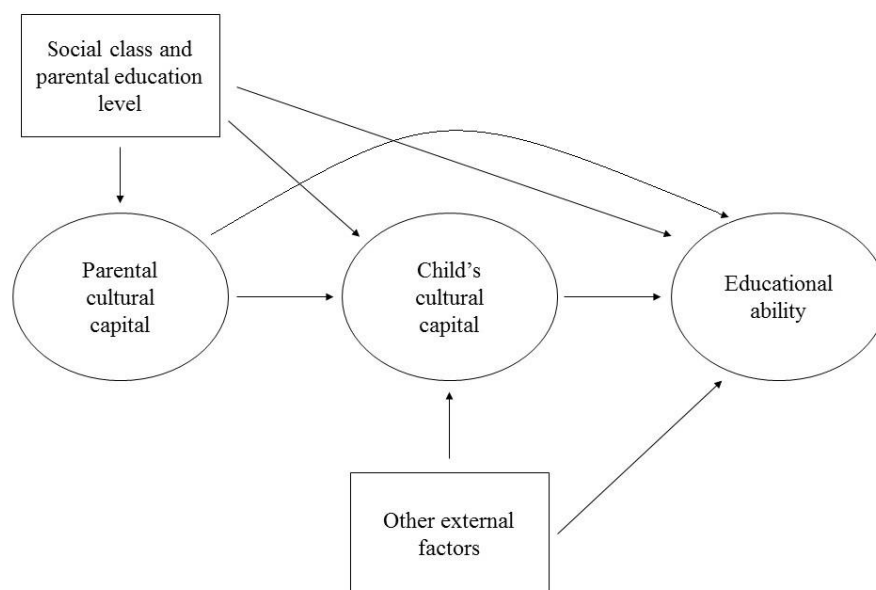 Social class and
parental education
level
Parental
cultural
capital
Child’s
cultural
capital
Educational
ability
Other external
factors